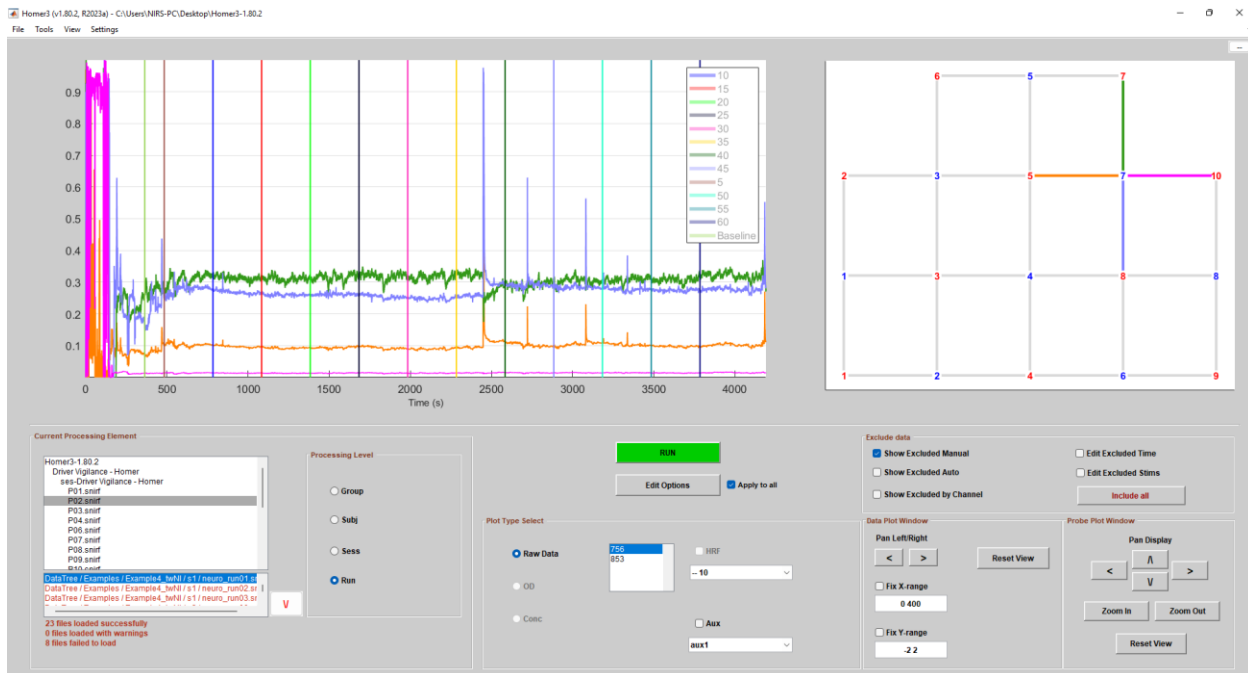 Homer3 (v1.80.2, R2023a) - C:\Users\NIRS-PC\Desktop\Homer3-1.80.2
File Tools View Settings
0.9
0.8
0.7
0.6
0.5
0.4
0.3
0.2
0.1
0 500 1000 1500 2000 2500 3000 3500 4000
Time (s)
10
15
20
25
30
35
40
45
5
50
55
60
Baseline
6 5 7
2 3 5 7 10
1 3 4 8 8
1 2 4 6 9
Current Processing Element
Homer3-1.80.2
Driver Vigilance - Homer
ses-Driver Vigilance - Homer
P01.snirf
P02.snirf
P03.snirf
P04.snirf
P06.snirf
P07.snirf
P08.snirf
P09.snirf
P10.snirf
DataTree / Examples / Example4_twNI / s1 / neuro_run01.sn
DataTree / Examples / Example4_twNI / s1 / neuro_run02.sn
DataTree / Examples / Example4_twNI / s1 / neuro_run03.sn
V
23 files loaded successfully
0 files loaded with warnings
8 files failed to load
Processing Level
Group
Subj
Sess
Run
RUN
Edit Options
Apply to all
Plot Type Select
Raw Data
OD
Conc
756
853
HRF
-- 10
Aux
aux1
Exclude data
Show Excluded Manual
Show Excluded Auto
Show Excluded by Channel
Edit Excluded Time
Edit Excluded Stims
Include all
Data Plot Window
Pan Left/Right
< >
Reset View
Fix X-range
0 400
Fix Y-range
-2 2
Probe Plot Window
Pan Display
/\
< >
V
Zoom In Zoom Out
Reset View